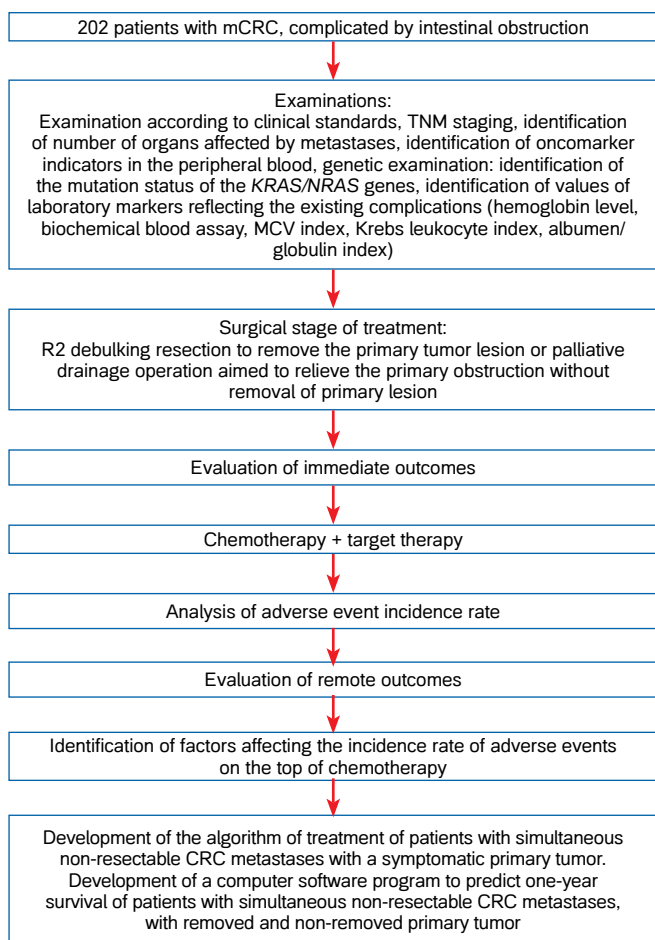 202 patients with mCRC, complicated by intestinal obstruction
Examinations:
Examination according to clinical standards, TNM staging, identification
of number of organs affected by metastases, identification of oncomarker
indicators in the peripheral blood, genetic examination: identification of
the mutation status of the KRAS/NRAS genes, identification of values of
laboratory markers reflecting the existing complications (hemoglobin level,
biochemical blood assay, MCV index, Krebs leukocyte index, albumen/
globulin index)
Surgical stage of treatment:
R2 debulking resection to remove the primary tumor lesion or palliative
drainage operation aimed to relieve the primary obstruction without
removal of primary lesion
Evaluation of immediate outcomes
Chemotherapy + target therapy
Analysis of adverse event incidence rate
Evaluation of remote outcomes
Identification of factors affecting the incidence rate of adverse events
on the top of chemotherapy
Development of the algorithm of treatment of patients with simultaneous
non-resectable CRC metastases with a symptomatic primary tumor.
Development of a computer software program to predict one-year
survival of patients with simultaneous non-resectable CRC metastases,
with removed and non-removed primary tumor